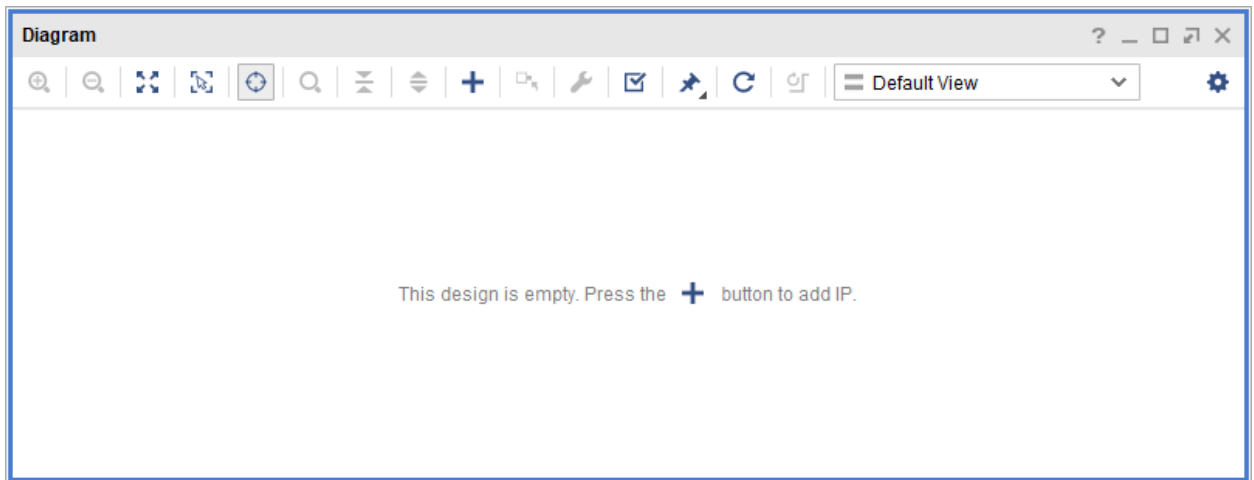 Diagram
Default View
This design is empty. Press the + button to add IP.